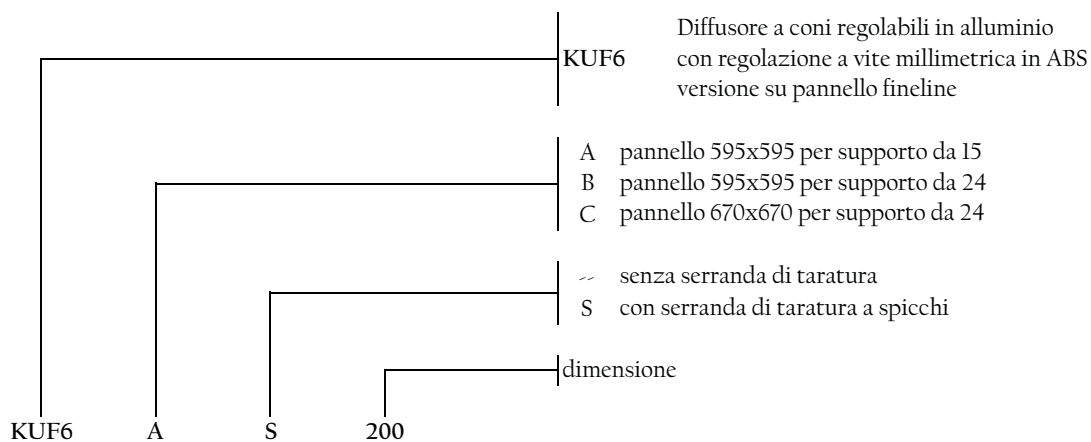 Diffusore a coni regolabili in alluminio
KUF6 con regolazione a vite millimetrica in ABS
versione su pannello fineline
A pannello 595x595 per supporto da 15
B pannello 595x595 per supporto da 24
C pannello 670x670 per supporto da 24
-- senza serranda di taratura
S con serranda di taratura a spicchi
dimensione
KUF6 A S 200